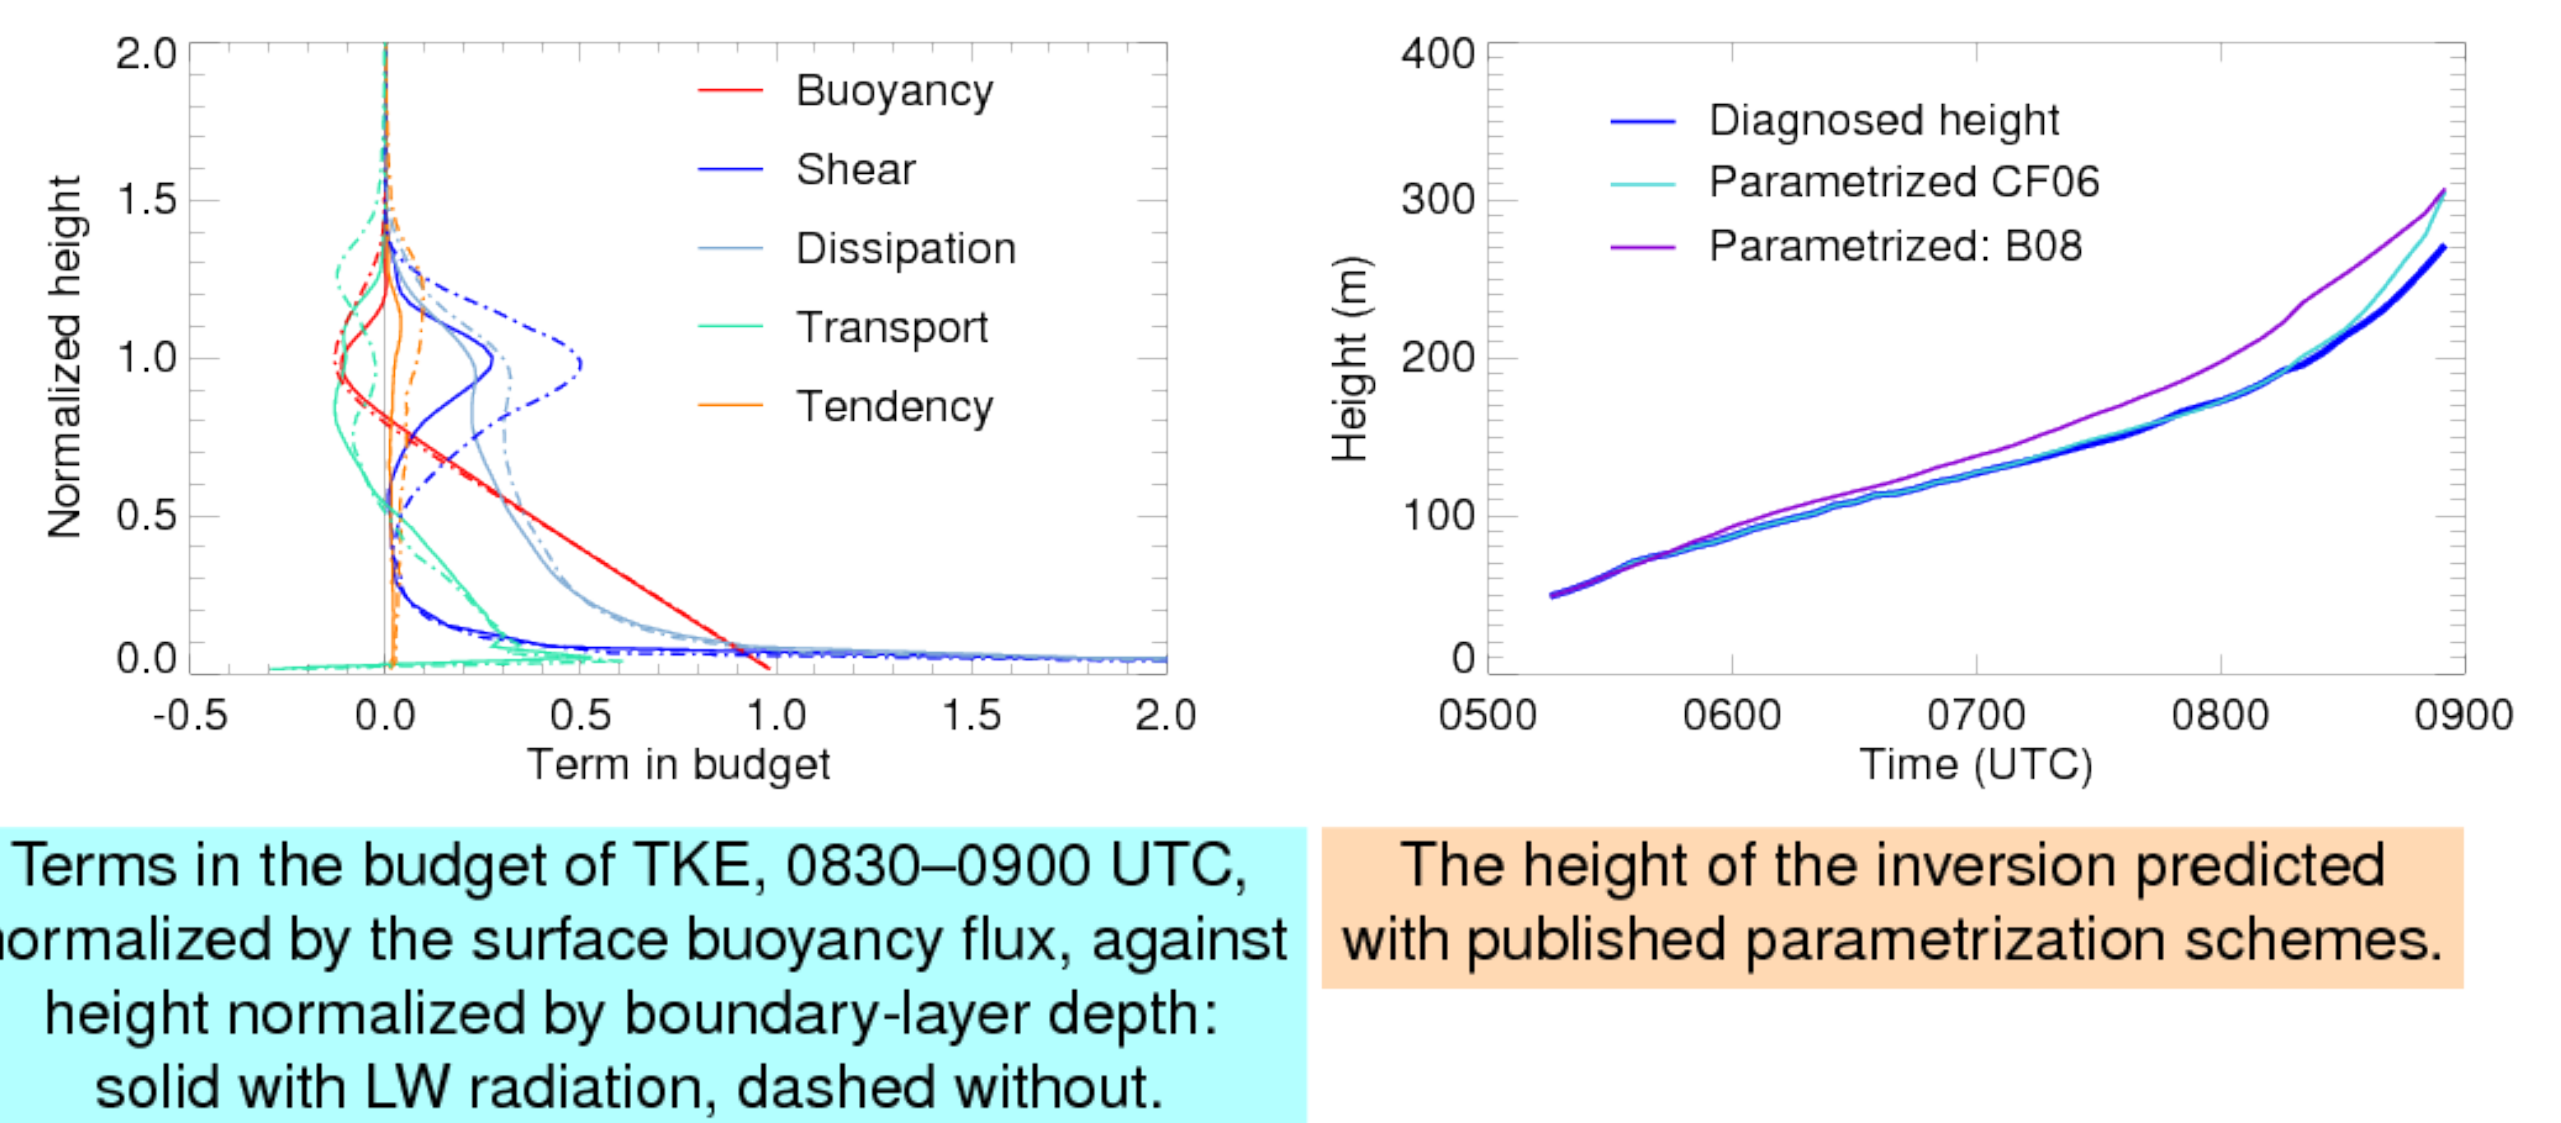 2.0
1.5
1.0
0.5
0.0
-0.5 0.0 0.5 1.0 1.5 2.0
Normalized height
Term in budget
Buoyancy
Shear
Dissipation
Transport
Tendency
400
300
200
100
0
0500 0600 0700 0800 0900
Height (m)
Time (UTC)
Diagnosed height
Parametrized CF06
Parametrized: B08
Terms in the budget of TKE, 0830–0900 UTC,
normalized by the surface buoyancy flux, against
height normalized by boundary-layer depth:
solid with LW radiation, dashed without.
The height of the inversion predicted
with published parametrization schemes.